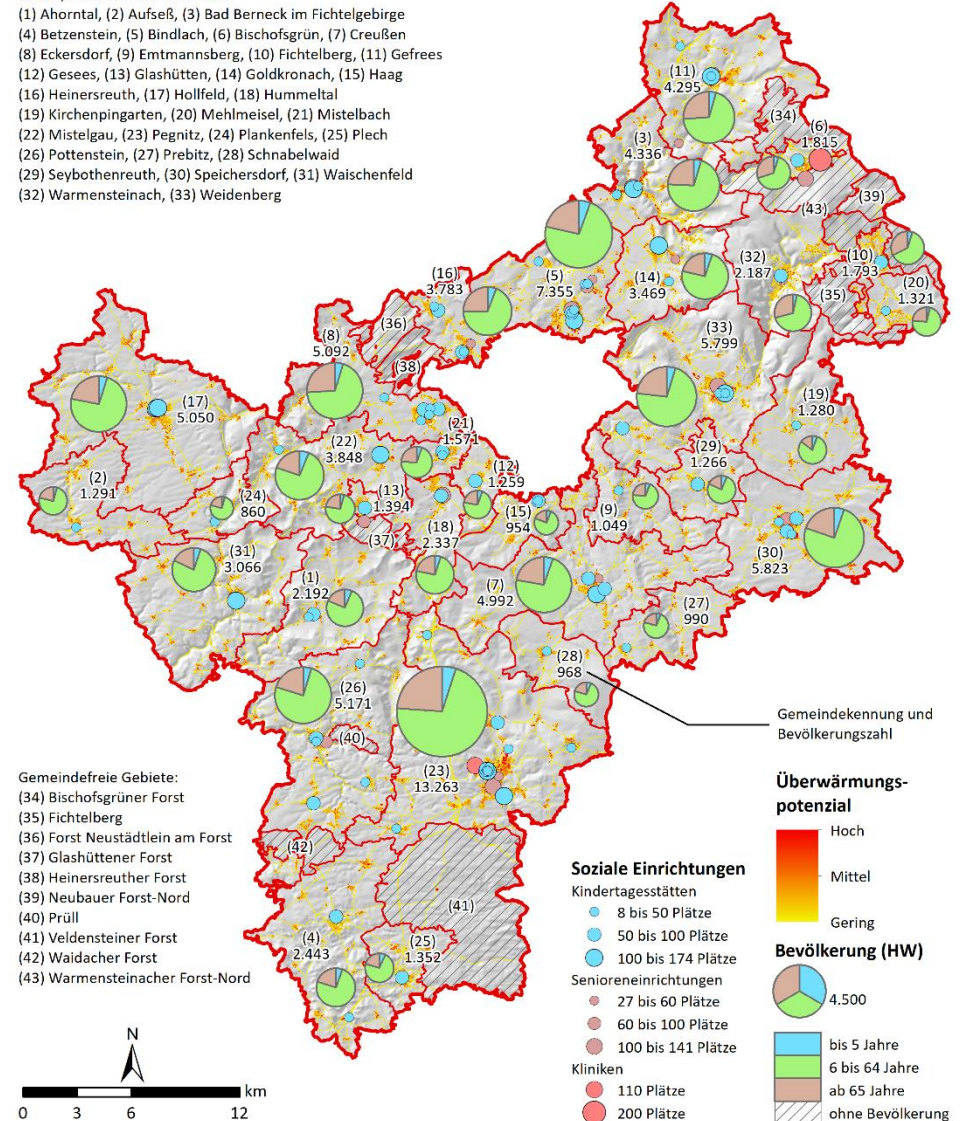 (1) Ahorntal, (2) Aufseß, (3) Bad Berneck im Fichtelgebirge
(4) Betzenstein, (5) Bindlach, (6) Bischofsgrün, (7) Creußen
(8) Eckersdorf, (9) Emtmannsberg, (10) Fichtelberg, (11) Gefrees
(12) Gesees, (13) Glashütten, (14) Goldkronach, (15) Haag
(16) Heinersreuth, (17) Hollfeld, (18) Hummeltal
(19) Kirchenpingarten, (20) Mehlmeisel, (21) Mistelbach
(22) Mistelgau, (23) Pegnitz, (24) Plankenfels, (25) Plech
(26) Pottenstein, (27) Prebitz, (28) Schnabelwaid
(29) Seybothenreuth, (30) Speichersdorf, (31) Waischenfeld
(32) Warmensteinach, (33) Weidenberg
(11)
4.295
(34)
(6)
1.815
(3)
4.336
(39)
(43)
(32)
2.187
(10)
1.793
(16)
3.783
(5)
7.355
(14)
3.469
(35)
(20)
1.321
(36)
(33)
5.799
(8)
5.092
(38)
(17)
5.050
(19)
1.280
(21)
1.571
(22)
3.848
(29)
1.266
(12)
1.259
(2)
1.291
(24)
860
(13)
1.394
(15)
954
(9)
1.049
(18)
2.337
(37)
(30)
5.823
(31)
3.066
(1)
2.192
(7)
4.992
(27)
990
(28)
968
(26)
5.171
(40)
(23)
13.263
Gemeindekennung und
Bevölkerungszahl
Gemeindefreie Gebiete:
(34) Bischofsgrüner Forst
(35) Fichtelberg
(36) Forst Neustädtlein am Forst
(37) Glashüttener Forst
(38) Heinersreuther Forst
(39) Neubauer Forst-Nord
(40) Prüll
(41) Veldensteiner Forst
(42) Waidacher Forst
(43) Warmensteinacher Forst-Nord
(42)
(41)
(4)
2.443
(25)
1.352
N
km
0 3 6 12
Soziale Einrichtungen
Kindertagesstätten
8 bis 50 Plätze
50 bis 100 Plätze
100 bis 174 Plätze
Senioreneinrichtungen
27 bis 60 Plätze
60 bis 100 Plätze
100 bis 141 Plätze
Kliniken
110 Plätze
200 Plätze
Überwärmungs-
potenzial
Hoch
Mittel
Gering
Bevölkerung (HW)
4.500
bis 5 Jahre
6 bis 64 Jahre
ab 65 Jahre
ohne Bevölkerung